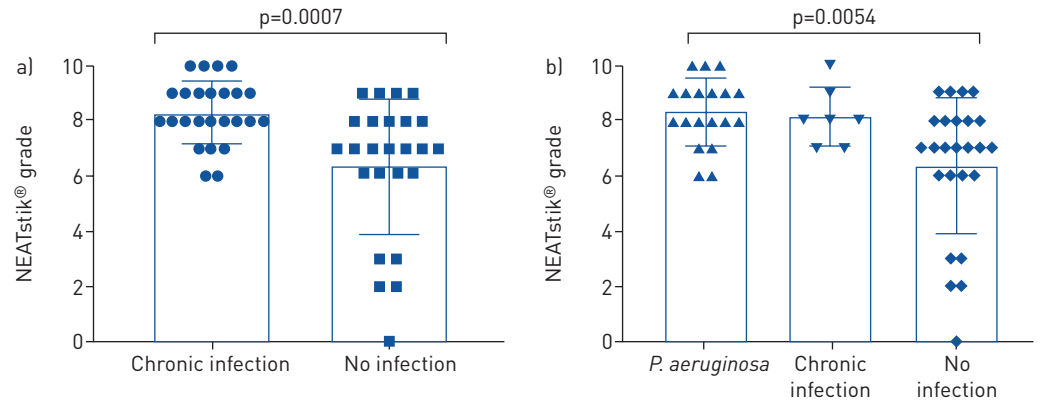 p=0.0007
a)
10
8
6
4
2
0
NEATstik® grade
Chronic infection
No infection
p=0.0054
b)
10
8
6
4
2
0
NEATstik® grade
P. aeruginosa
Chronic
infection
No
infection